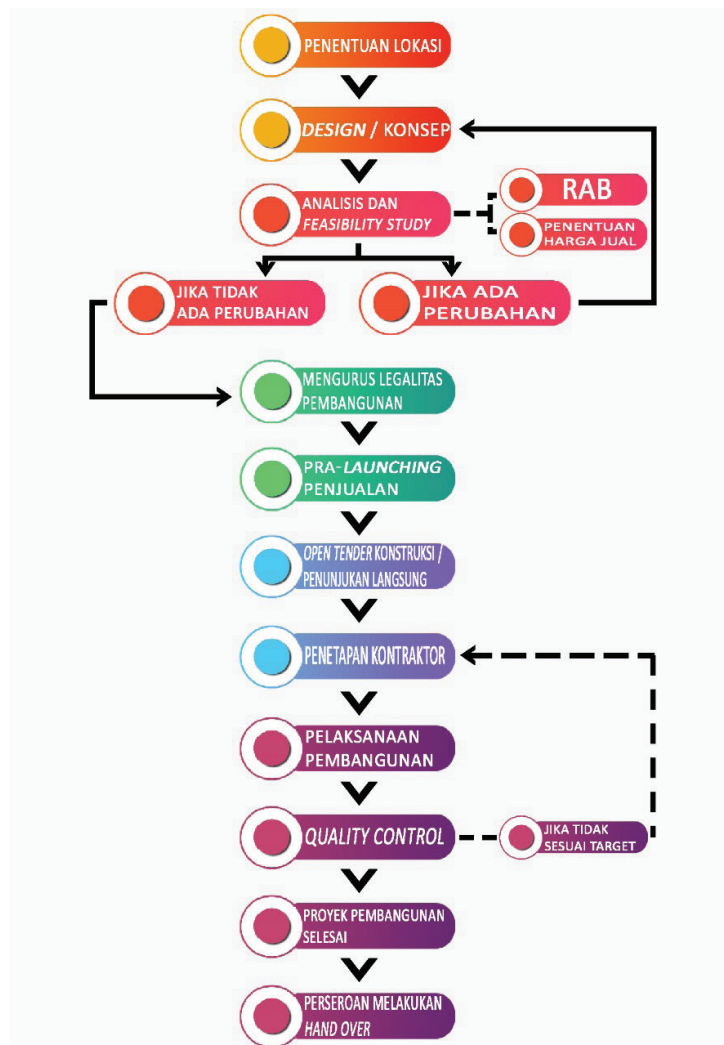 PENENTUAN LOKASI
DESIGN / KONSEP
ANALISIS DAN
FEASIBILITY STUDY
RAB
PENENTUAN
HARGA JUAL
JIKA TIDAK
ADA PERUBAHAN
JIKA ADA
PERUBAHAN
MENGURUS LEGALITAS
PEMBANGUNAN
PRA-LAUNCHING
PENJUALAN
OPEN TENDER KONSTRUKSI /
PENUNJUKAN LANGSUNG
PENETAPAN KONTRAKTOR
PELAKSANAAN
PEMBANGUNAN
QUALITY CONTROL
JIKA TIDAK
SESUAI TARGET
PROYEK PEMBANGUNAN
SELESAI
PERSEROAN MELAKUKAN
HAND OVER